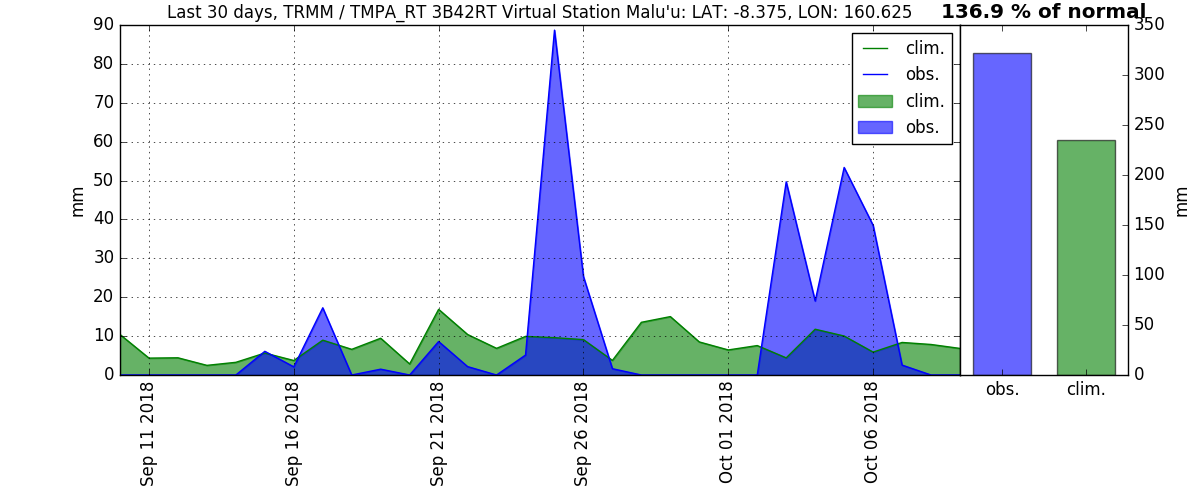 Last 30 days, TRMM / TMPA_RT 3B42RT Virtual Station Malu'u: LAT: -8.375, LON: 160.625
136.9 % of normal
90
80
70
60
50
40
30
20
10
0
mm
clim.
obs.
clim.
obs.
Sep 11 2018
Sep 16 2018
Sep 21 2018
Sep 26 2018
Oct 01 2018
Oct 06 2018
350
300
250
200
150
100
50
0
mm
obs.
clim.